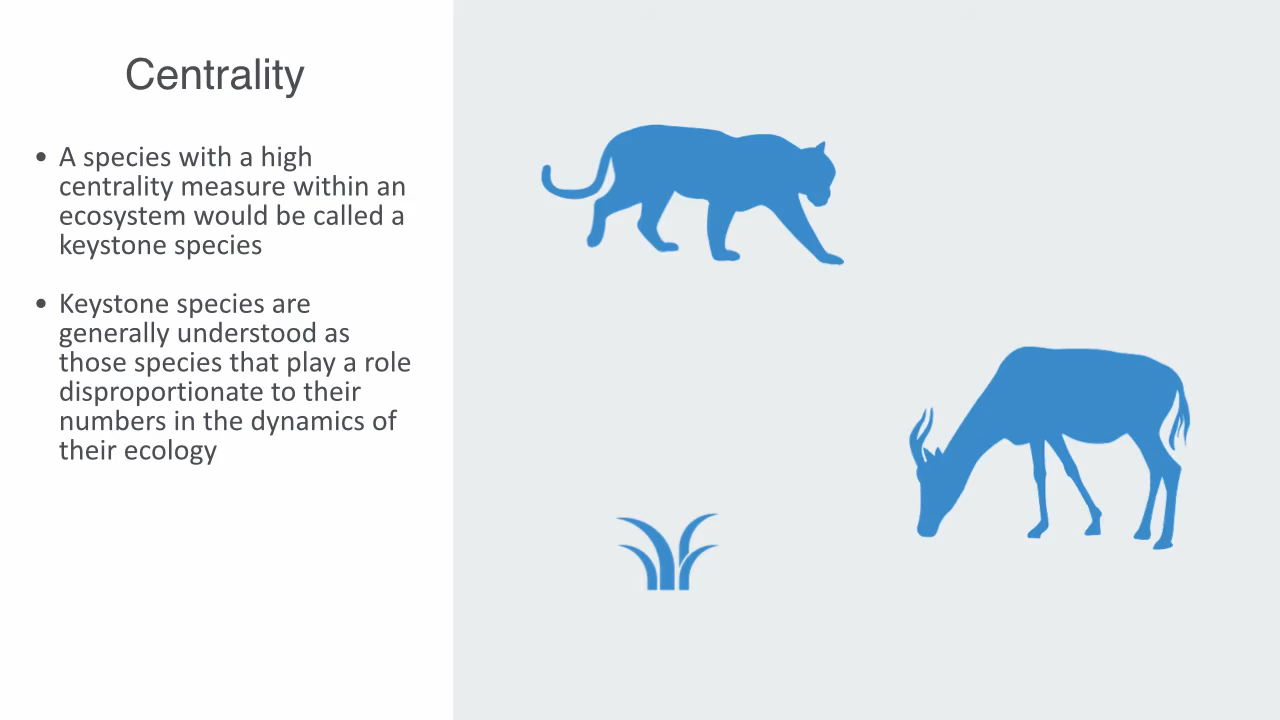 Centrality
• A species with a high
centrality measure within an
ecosystem would be called a
keystone species
• Keystone species are
generally understood as
those species that play a role
disproportionate to their
numbers in the dynamics of
their ecology